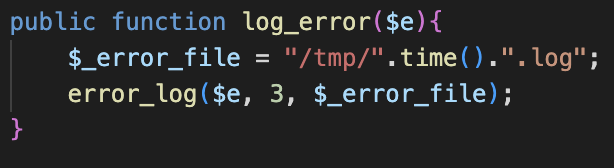 public function log_error($e){
    $_error_file = "/tmp/".time().".log";
    error_log($e, 3, $_error_file);
}